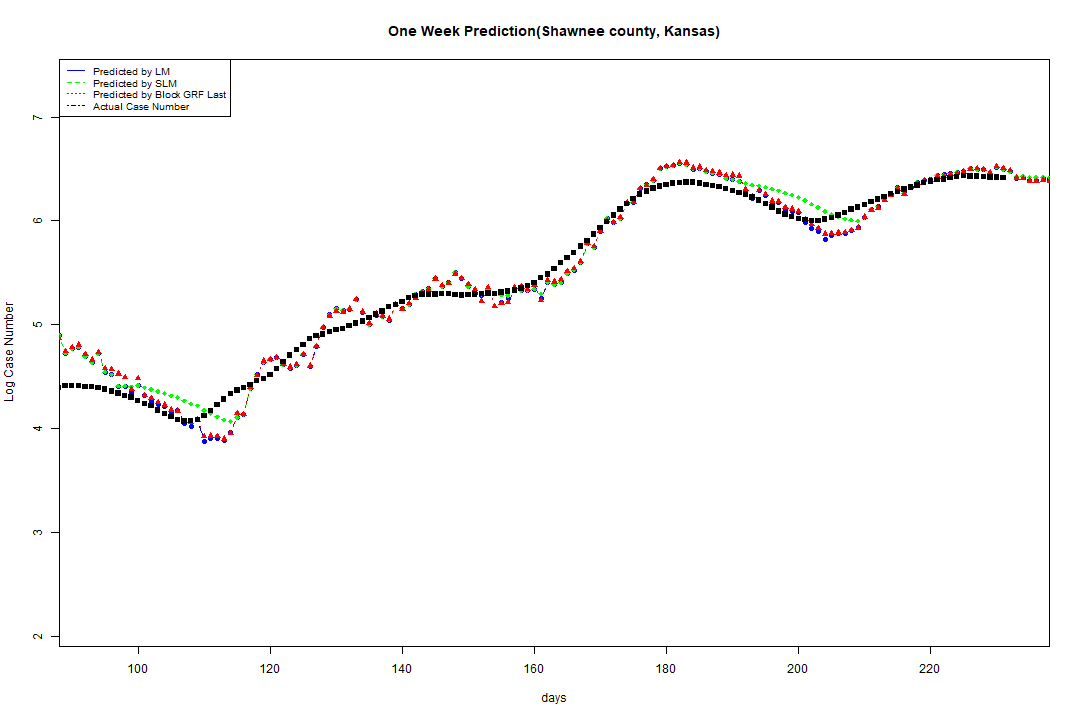 One Week Prediction(Shawnee county, Kansas)
Predicted by LM
Predicted by SLM
Predicted by Block GRF Last
Actual Case Number
Log Case Number
7
6
5
4
3
2
100 120 140 160 180 200 220
days